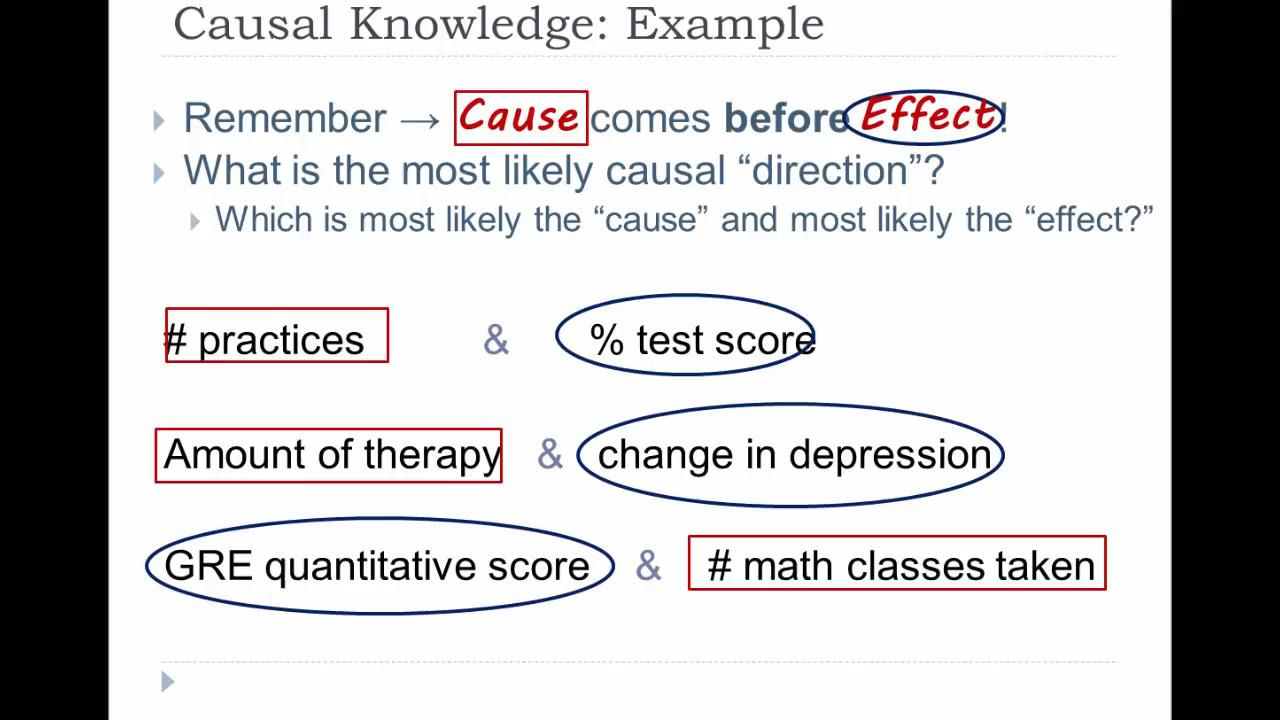 Causal Knowledge: Example
Remember → Cause comes before Effect!
What is the most likely causal “direction”?
Which is most likely the “cause” and most likely the “effect?”
# practices & % test score
Amount of therapy & change in depression
GRE quantitative score & # math classes taken